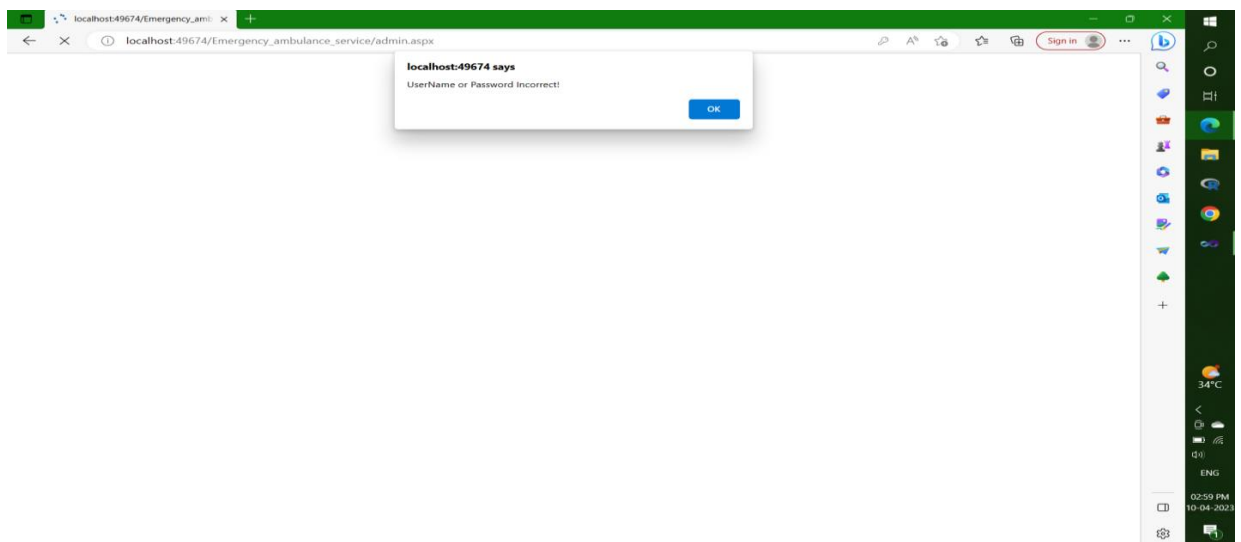 localhost:49674/Emergency_amb
localhost:49674/Emergency_ambulance_service/admin.aspx
Sign in
localhost:49674 says
UserName or Password Incorrect!
OK
34°C
ENG
02:59 PM
10-04-2023
1